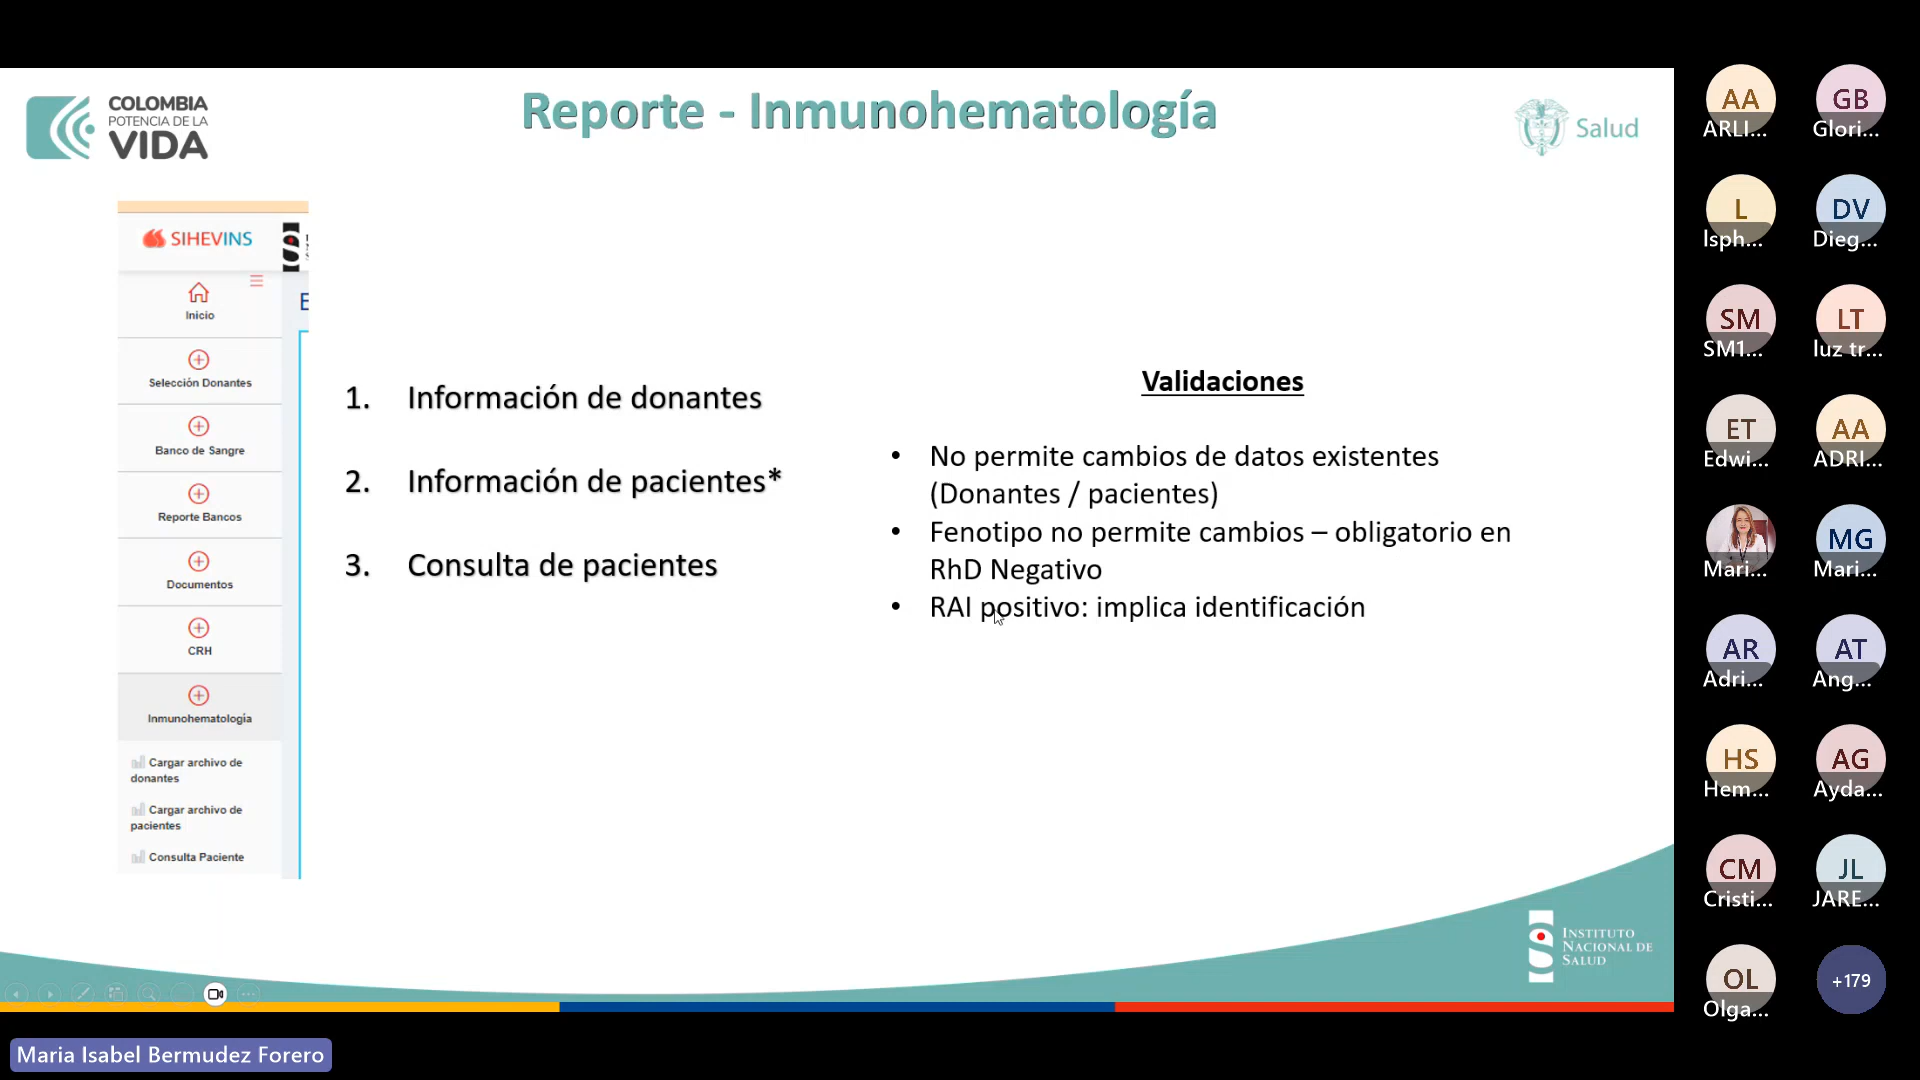 COLOMBIA
POTENCIA DE LA
VIDA
Reporte - Inmunohematología
Salud
SIHEVINS
Inicio
Selección Donantes
Banco de Sangre
Reporte Bancos
Documentos
CRH
Inmunohematología
Cargar archivo de
donantes
Cargar archivo de
pacientes
Consulta Paciente
1. Información de donantes
2. Información de pacientes*
3. Consulta de pacientes
Validaciones
• No permite cambios de datos existentes
(Donantes / pacientes)
• Fenotipo no permite cambios – obligatorio en
RhD Negativo
• RAI positivo: implica identificación
INSTITUTO
NACIONAL DE
SALUD
Maria Isabel Bermudez Forero
AA
ARLI...
GB
Glori...
L
lsph...
DV
Dieg...
SM
SM1...
LT
luz tr...
ET
Edwi...
AA
ADRI...
Mari...
MG
Mari...
AR
Adri...
AT
Ang...
HS
Hem...
AG
Ayda...
CM
Cristi...
JL
JARE...
OL
Olga...
+179